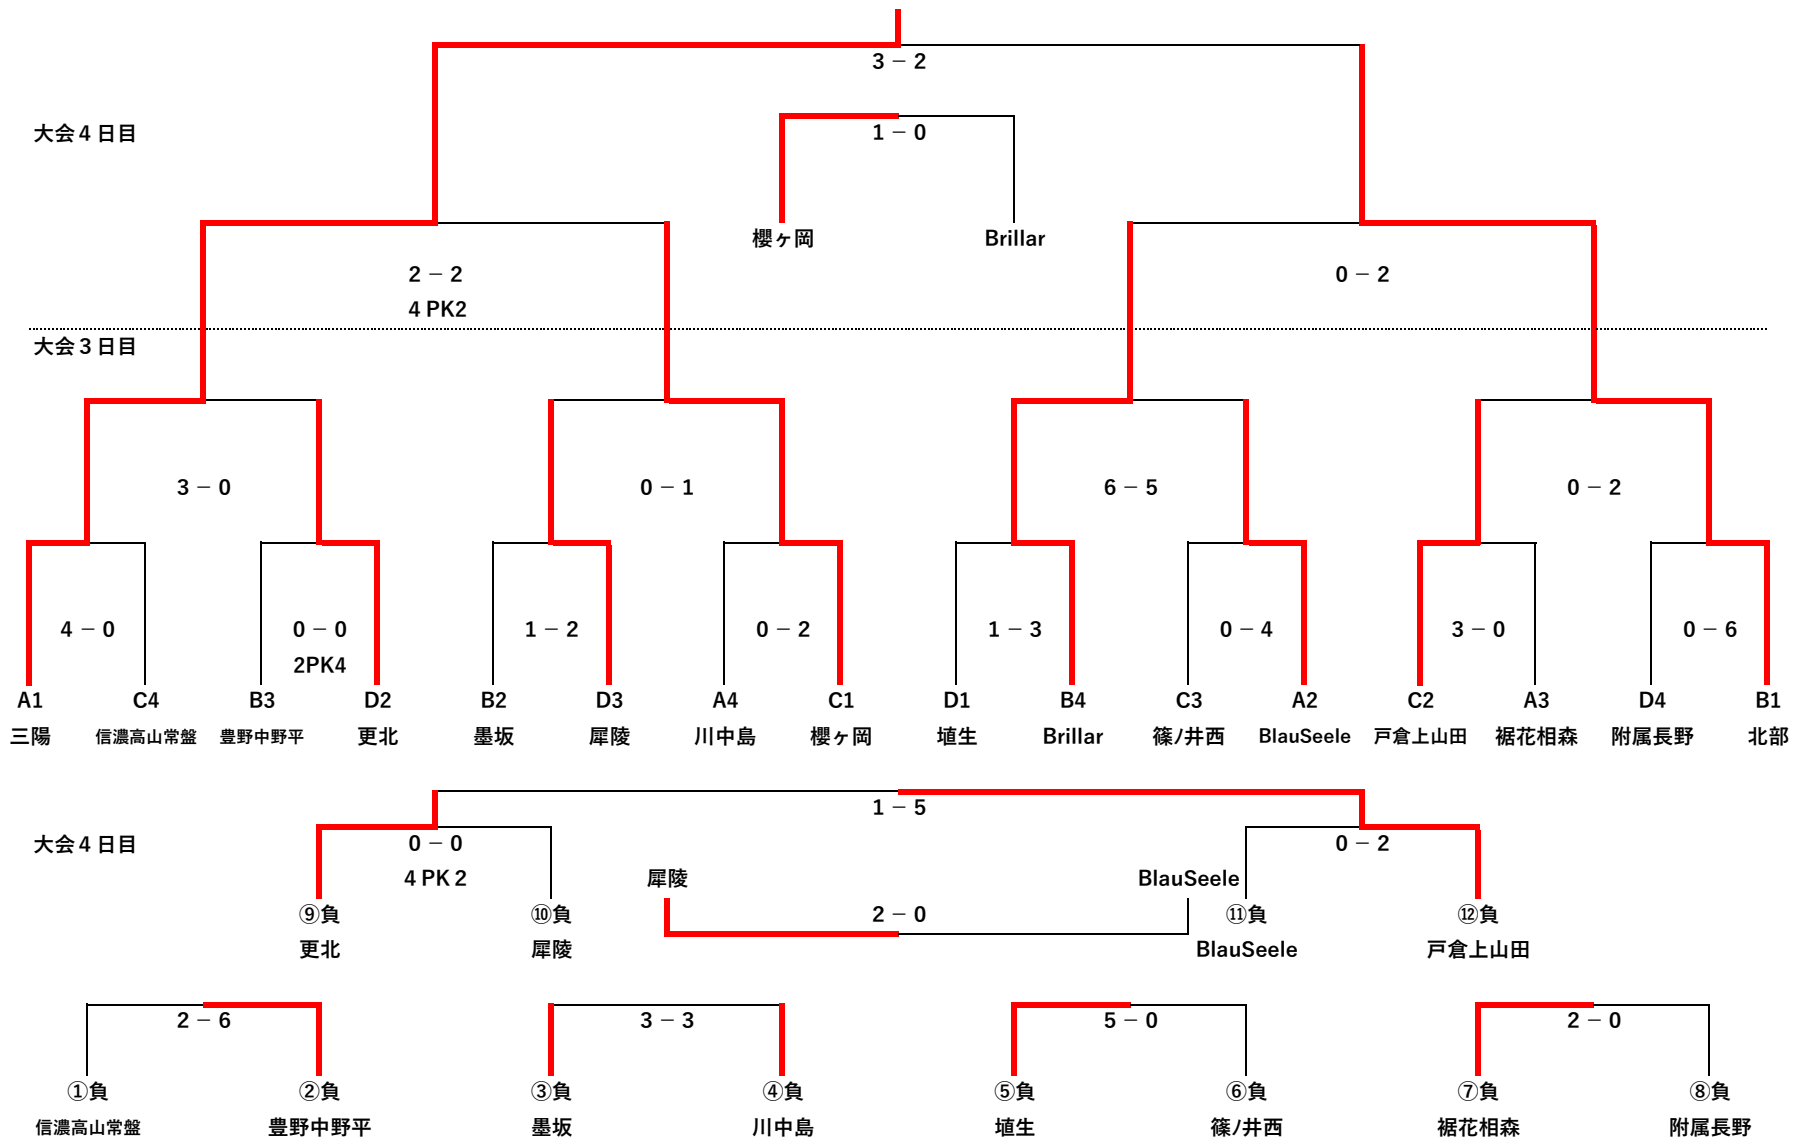 3 － 2
大会４日目
1 － 0
櫻ヶ岡
Brillar
2 － 2
4 PK2
0 － 2
大会３日目
3 － 0
0 － 1
6 － 5
0 － 2
4 － 0
0 － 0
2PK4
1 － 2
0 － 2
1 － 3
0 － 4
3 － 0
0 － 6
A1 C4 B3 D2 B2 D3 A4 C1 D1 B4 C3 A2 C2 A3 D4 B1
三陽 信濃高山常盤 豊野中野平 更北 墨坂 犀陵 川中島 櫻ヶ岡 埴生 Brillar 篠ﾉ井西 BlauSeele 戸倉上山田 裾花相森 附属長野 北部
1 － 5
大会４日目
0 － 0
4 PK 2
0 － 2
犀陵
BlauSeele
2 － 0
⑨負 ⑩負 ⑪負 ⑫負
更北 犀陵 BlauSeele 戸倉上山田
2 － 6
3 － 3
5 － 0
2 － 0
①負 ②負 ③負 ④負 ⑤負 ⑥負 ⑦負 ⑧負
信濃高山常盤 豊野中野平 墨坂 川中島 埴生 篠ﾉ井西 裾花相森 附属長野